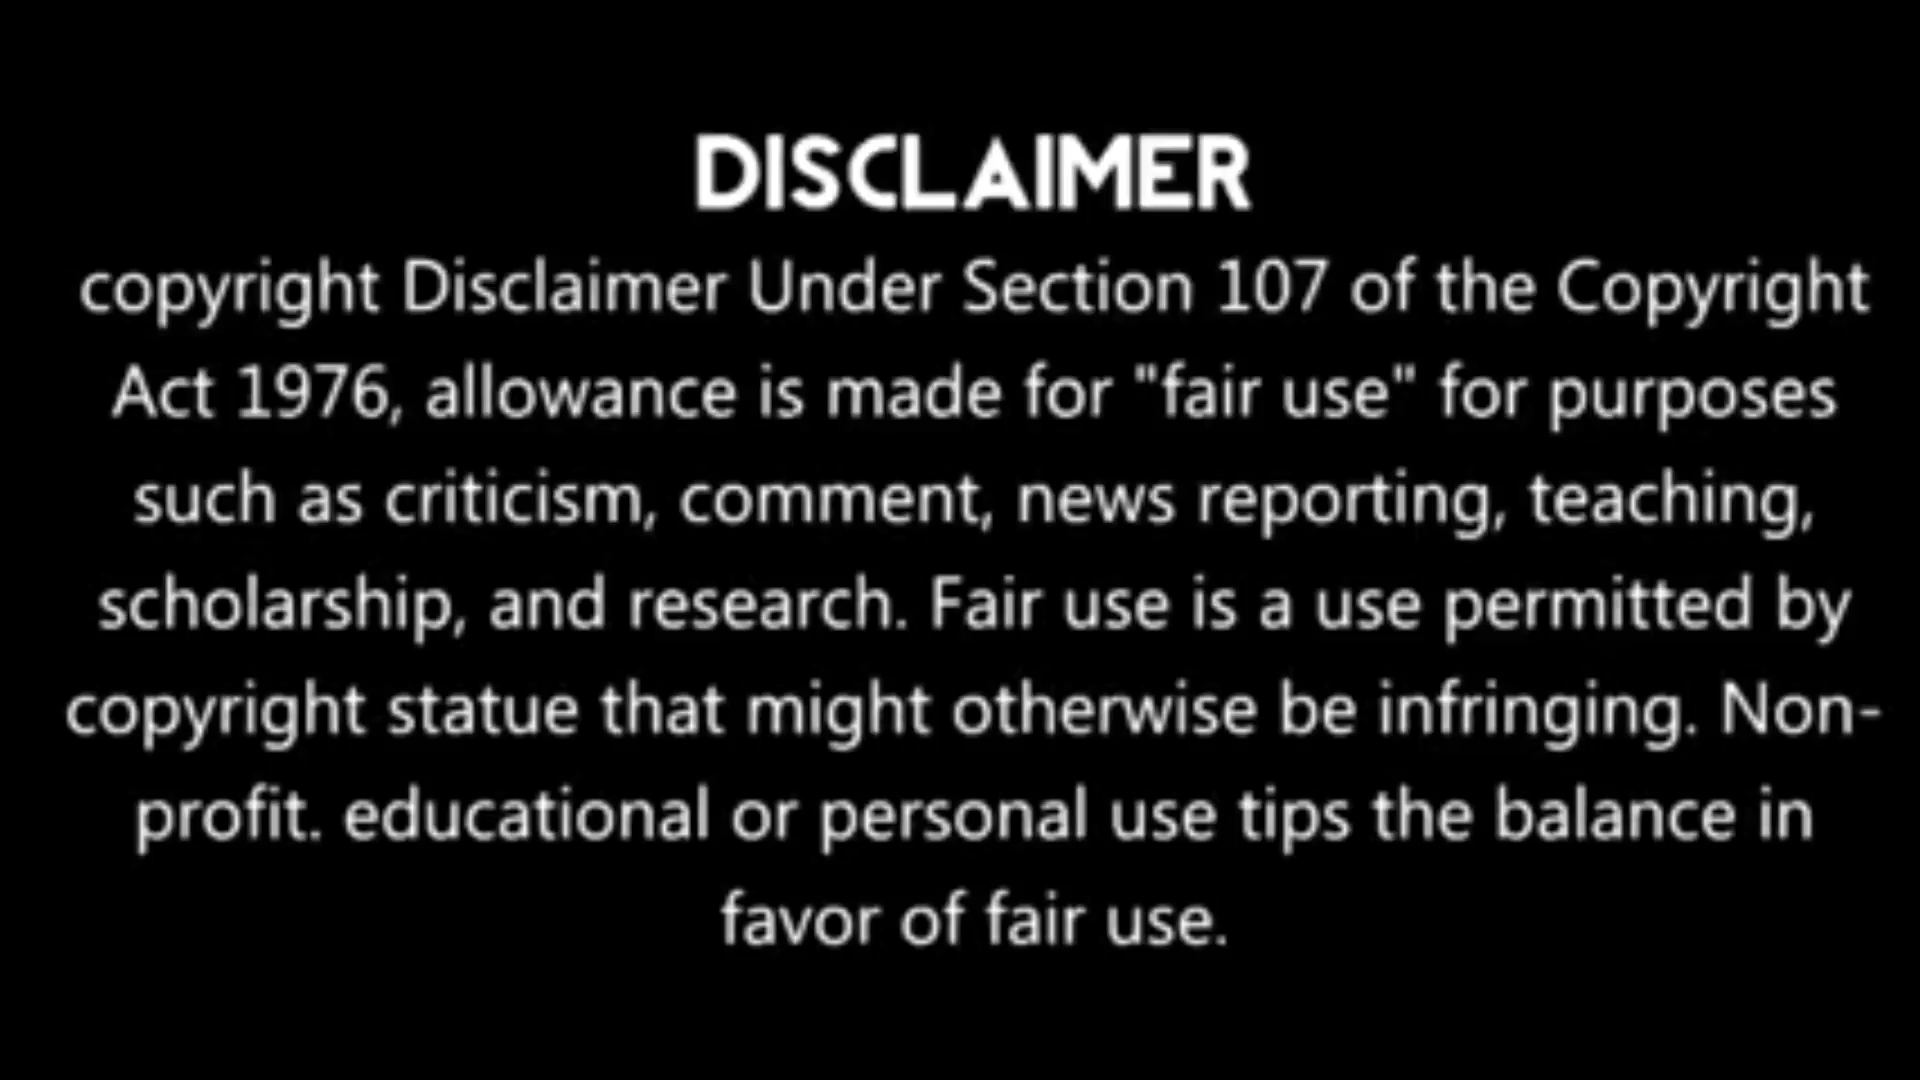 DISCLAIMER
copyright Disclaimer Under Section 107 of the Copyright
Act 1976, allowance is made for "fair use" for purposes
such as criticism, comment, news reporting, teaching,
scholarship, and research. Fair use is a use permitted by
copyright statue that might otherwise be infringing. Non-
profit. educational or personal use tips the balance in
favor of fair use.